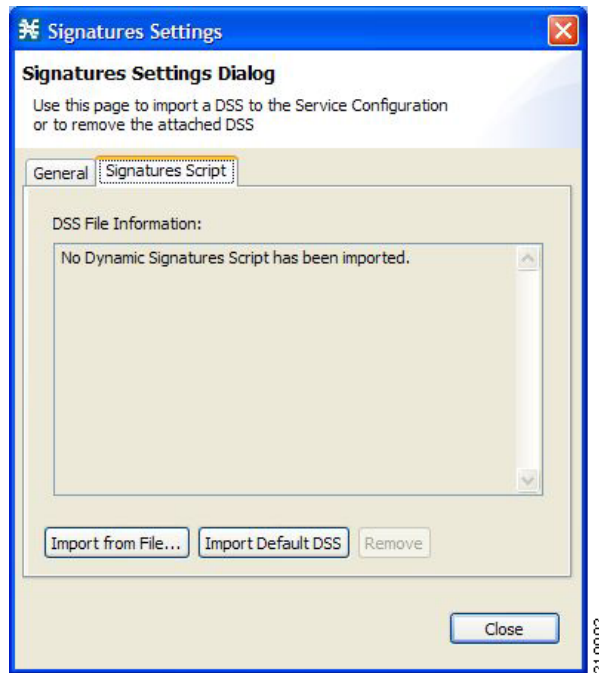 Signatures Settings
Signatures Settings Dialog
Use this page to import a DSS to the Service Configuration
or to remove the attached DSS
General Signatures Script
DSS File Information:
No Dynamic Signatures Script has been imported.
Import from File... Import Default DSS Remove
Close